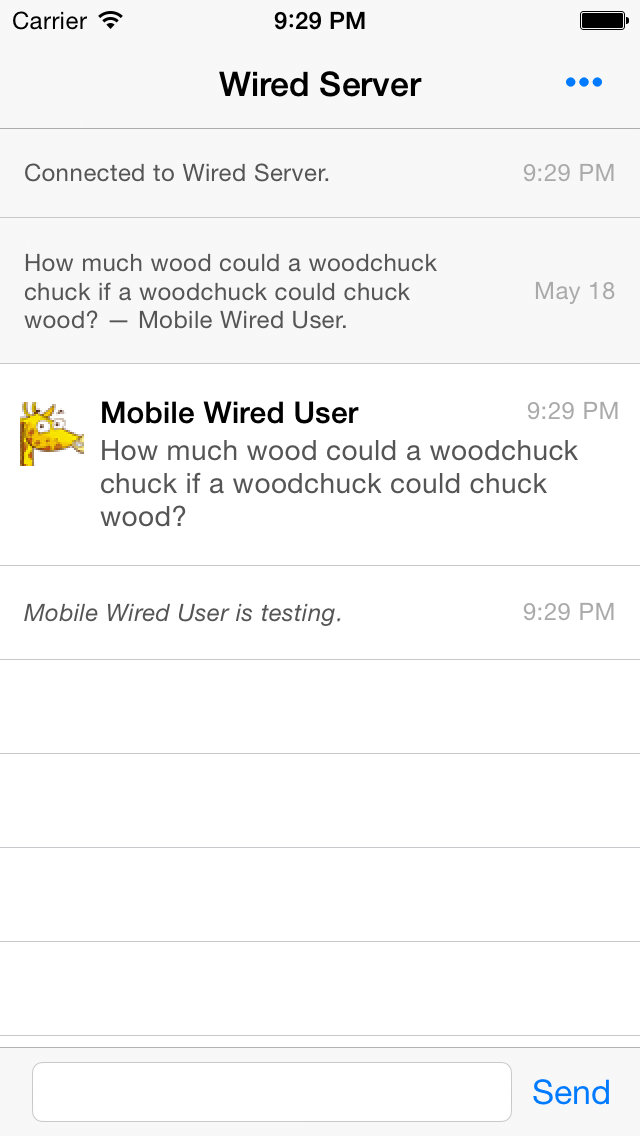 Carrier 9:29 PM
Wired Server •••
Connected to Wired Server. 9:29 PM
How much wood could a woodchuck
chuck if a woodchuck could chuck May 18
wood? — Mobile Wired User.
Mobile Wired User 9:29 PM
How much wood could a woodchuck
chuck if a woodchuck could chuck
wood?
Mobile Wired User is testing. 9:29 PM
Send